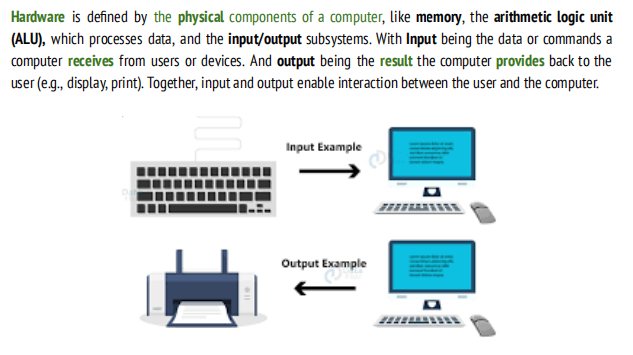 Hardware is defined by the physical components of a computer, like memory, the arithmetic logic unit
(ALU), which processes data, and the input/output subsystems. With Input being the data or commands a
computer receives from users or devices. And output being the result the computer provides back to the
user (e.g., display, print). Together, input and output enable interaction between the user and the computer.
Input Example
Output Example